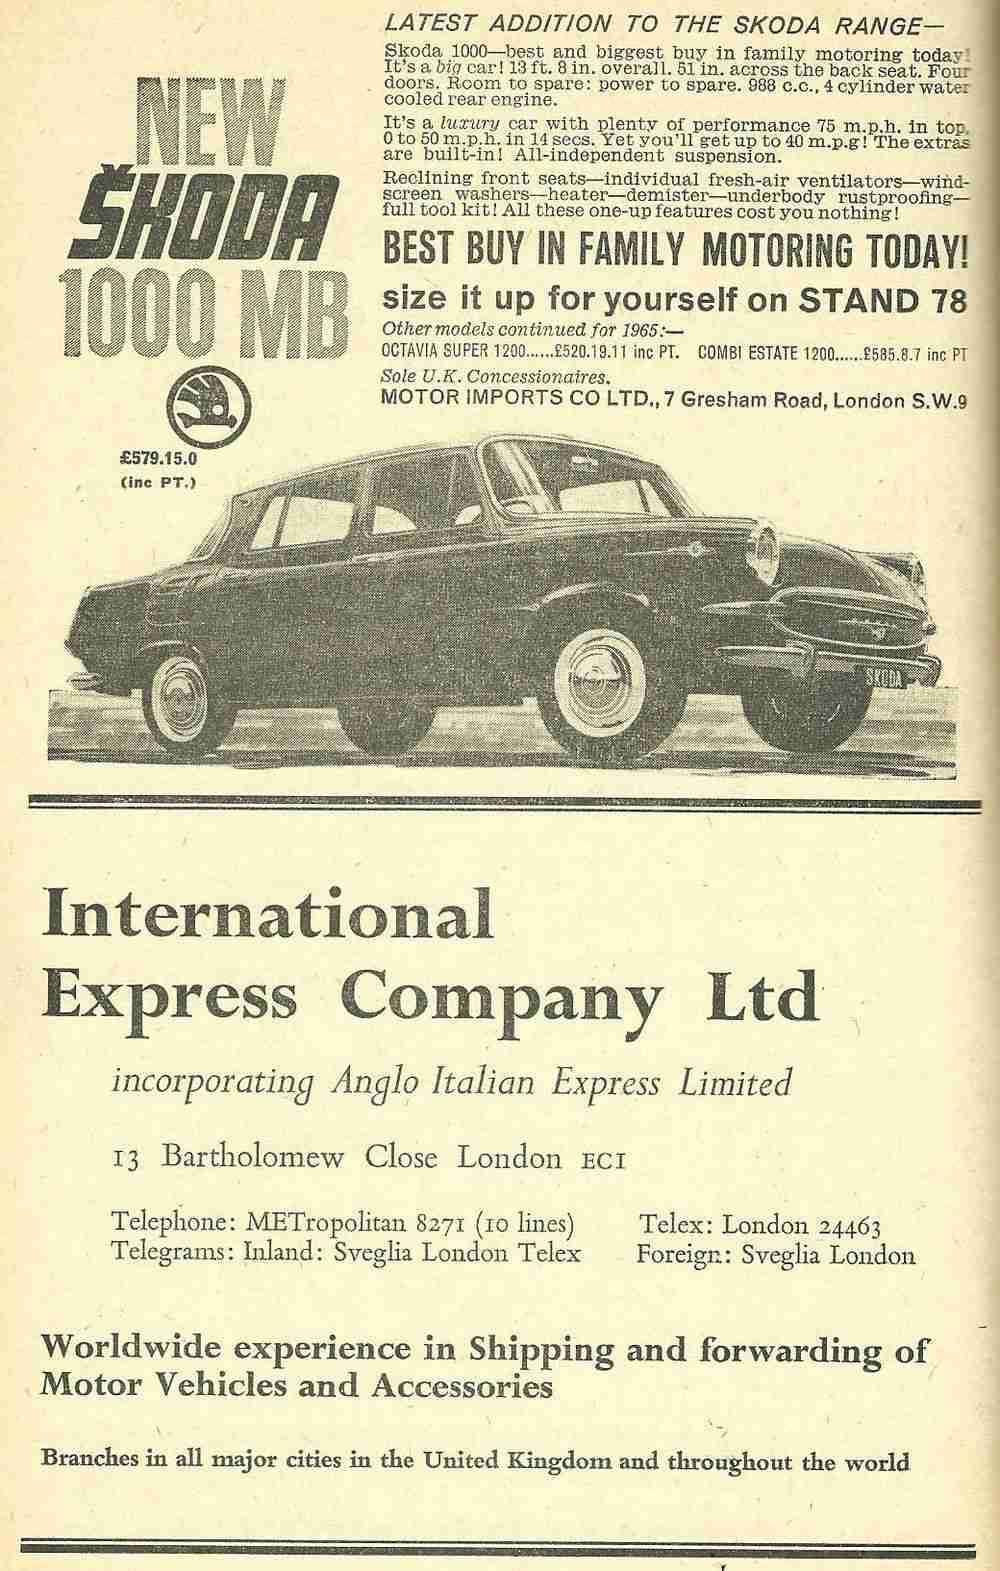 NEW
ŠKODA
1000 MB
£579.15.0
(inc PT.)
LATEST ADDITION TO THE SKODA RANGE—
Skoda 1000—best and biggest buy in family motoring today!
It's a big car! 13 ft. 8 in. overall. 51 in. across the back seat. Four
doors. Room to spare: power to spare. 988 c.c., 4 cylinder water
cooled rear engine.
It's a luxury car with plenty of performance 75 m.p.h. in top,
0 to 50 m.p.h. in 14 secs. Yet you'll get up to 40 m.p.g! The extras
are built-in! All-independent suspension.
Reclining front seats—individual fresh-air ventilators—wind-
screen washers—heater—demister—underbody rustproofing—
full tool kit! All these one-up features cost you nothing!
BEST BUY IN FAMILY MOTORING TODAY!
size it up for yourself on STAND 78
Other models continued for 1965:—
OCTAVIA SUPER 1200......£520.19.11 inc PT. COMBI ESTATE 1200......£585.8.7 inc PT
Sole U.K. Concessionaires.
MOTOR IMPORTS CO LTD., 7 Gresham Road, London S.W.9
SKODA
International
Express Company Ltd
incorporating Anglo Italian Express Limited
13 Bartholomew Close London EC1
Telephone: METropolitan 8271 (10 lines) Telex: London 24463
Telegrams: Inland: Sveglia London Telex Foreign: Sveglia London
Worldwide experience in Shipping and forwarding of
Motor Vehicles and Accessories
Branches in all major cities in the United Kingdom and throughout the world